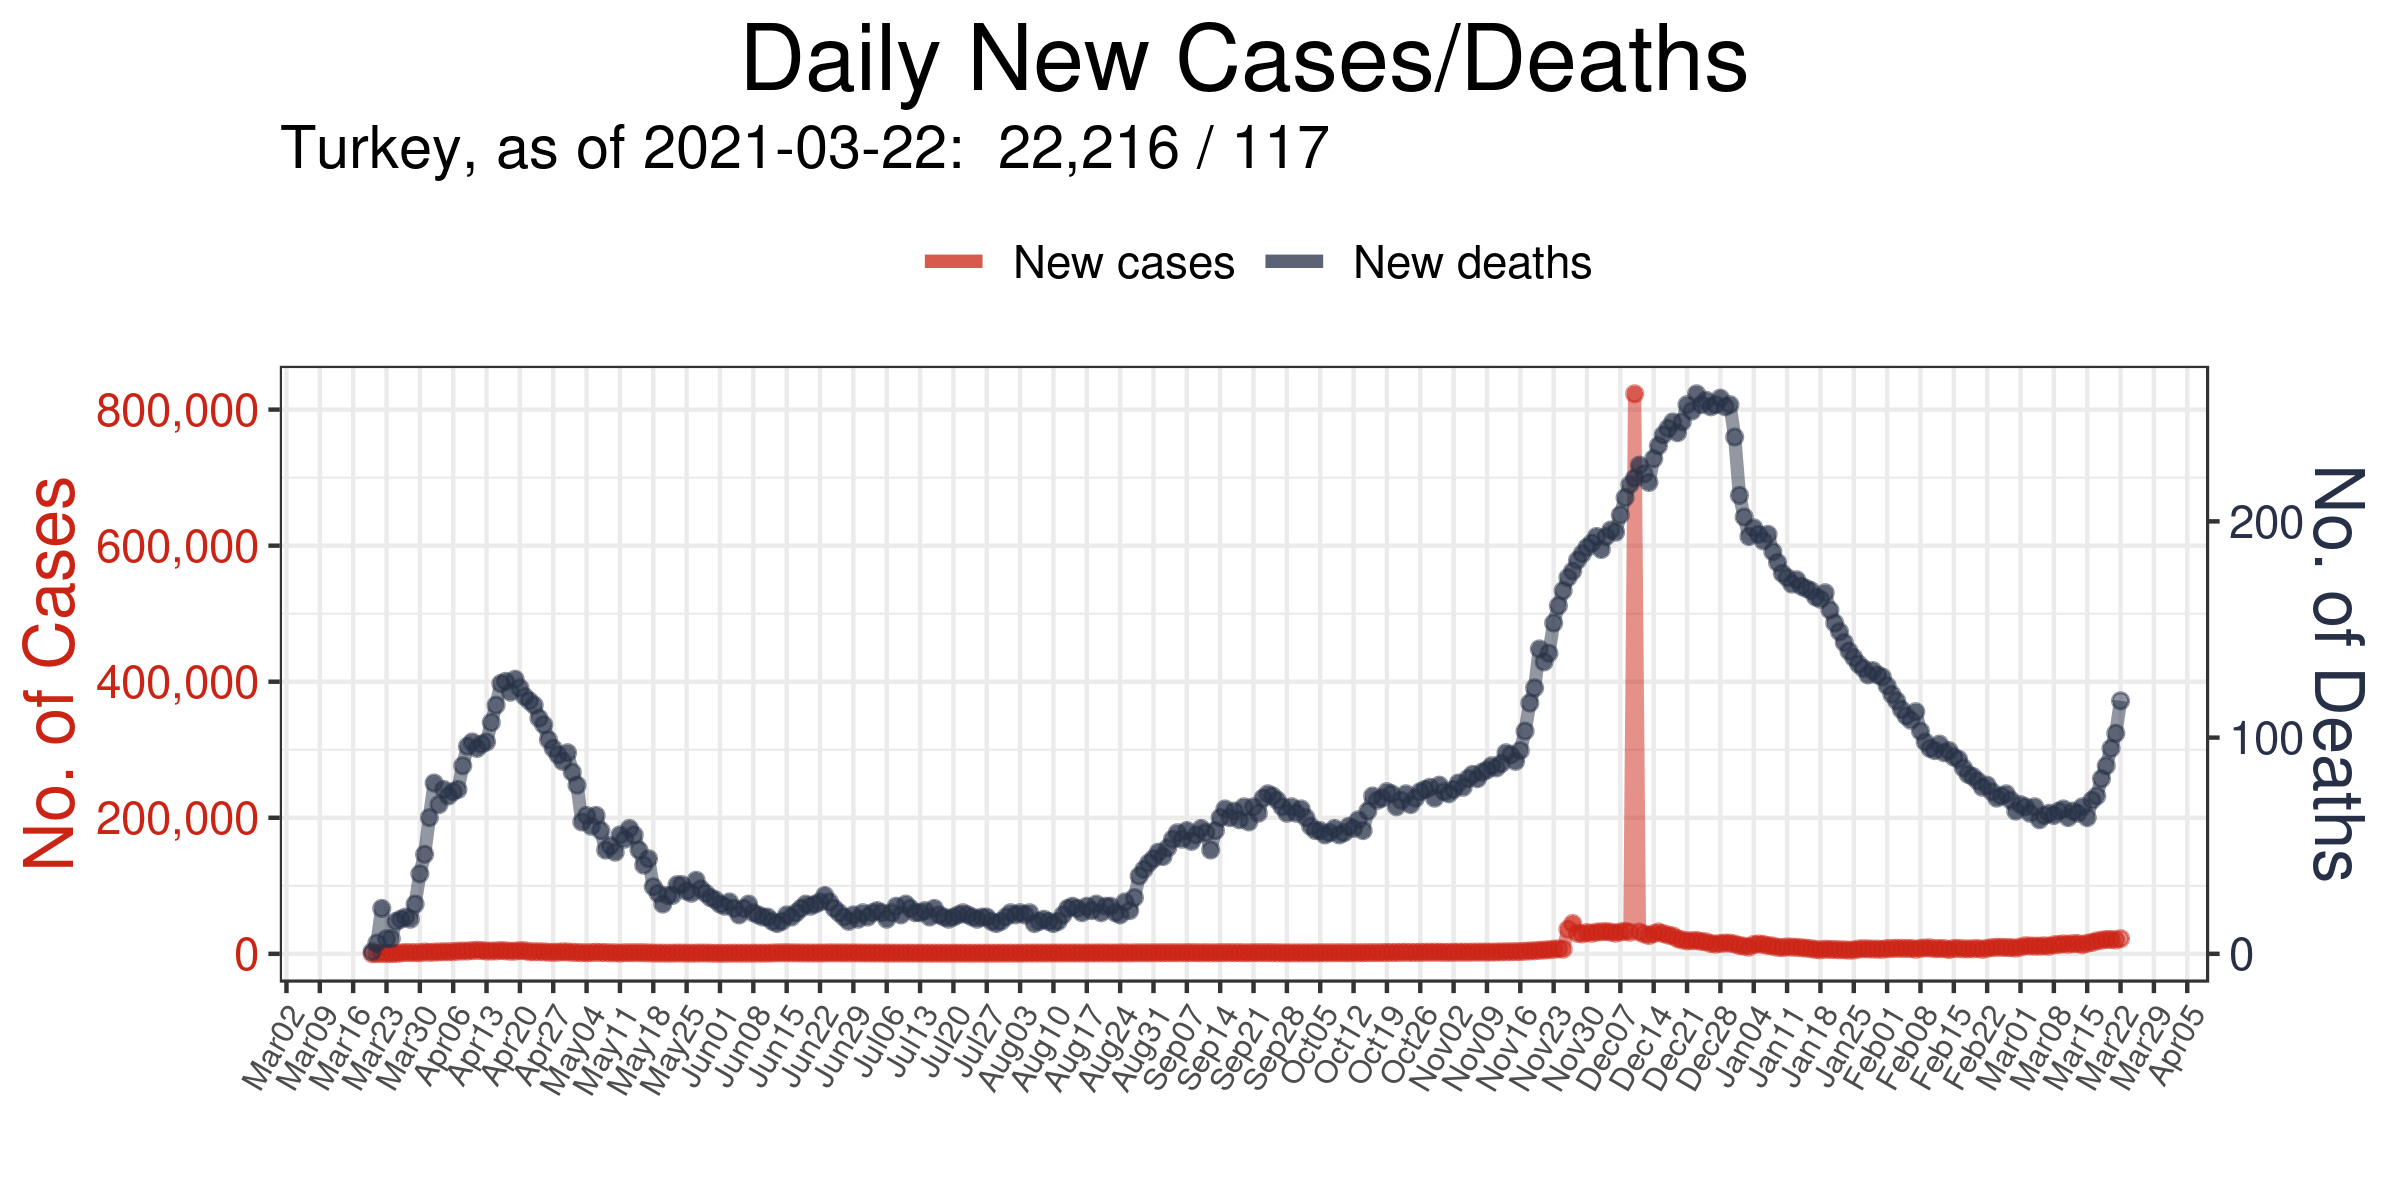 Daily New Cases/Deaths
Turkey, as of 2021-03-22:  22,216 / 117
New cases
New deaths
No. of Cases
800,000
600,000
400,000
200,000
0
No. of Deaths
200
100
0
Mar02
Mar09
Mar16
Mar23
Mar30
Apr06
Apr13
Apr20
Apr27
May04
May11
May18
May25
Jun01
Jun08
Jun15
Jun22
Jun29
Jul06
Jul13
Jul20
Jul27
Aug03
Aug10
Aug17
Aug24
Aug31
Sep07
Sep14
Sep21
Sep28
Oct05
Oct12
Oct19
Oct26
Nov02
Nov09
Nov16
Nov23
Nov30
Dec07
Dec14
Dec21
Dec28
Jan04
Jan11
Jan18
Jan25
Feb01
Feb08
Feb15
Feb22
Mar01
Mar08
Mar15
Mar22
Mar29
Apr05